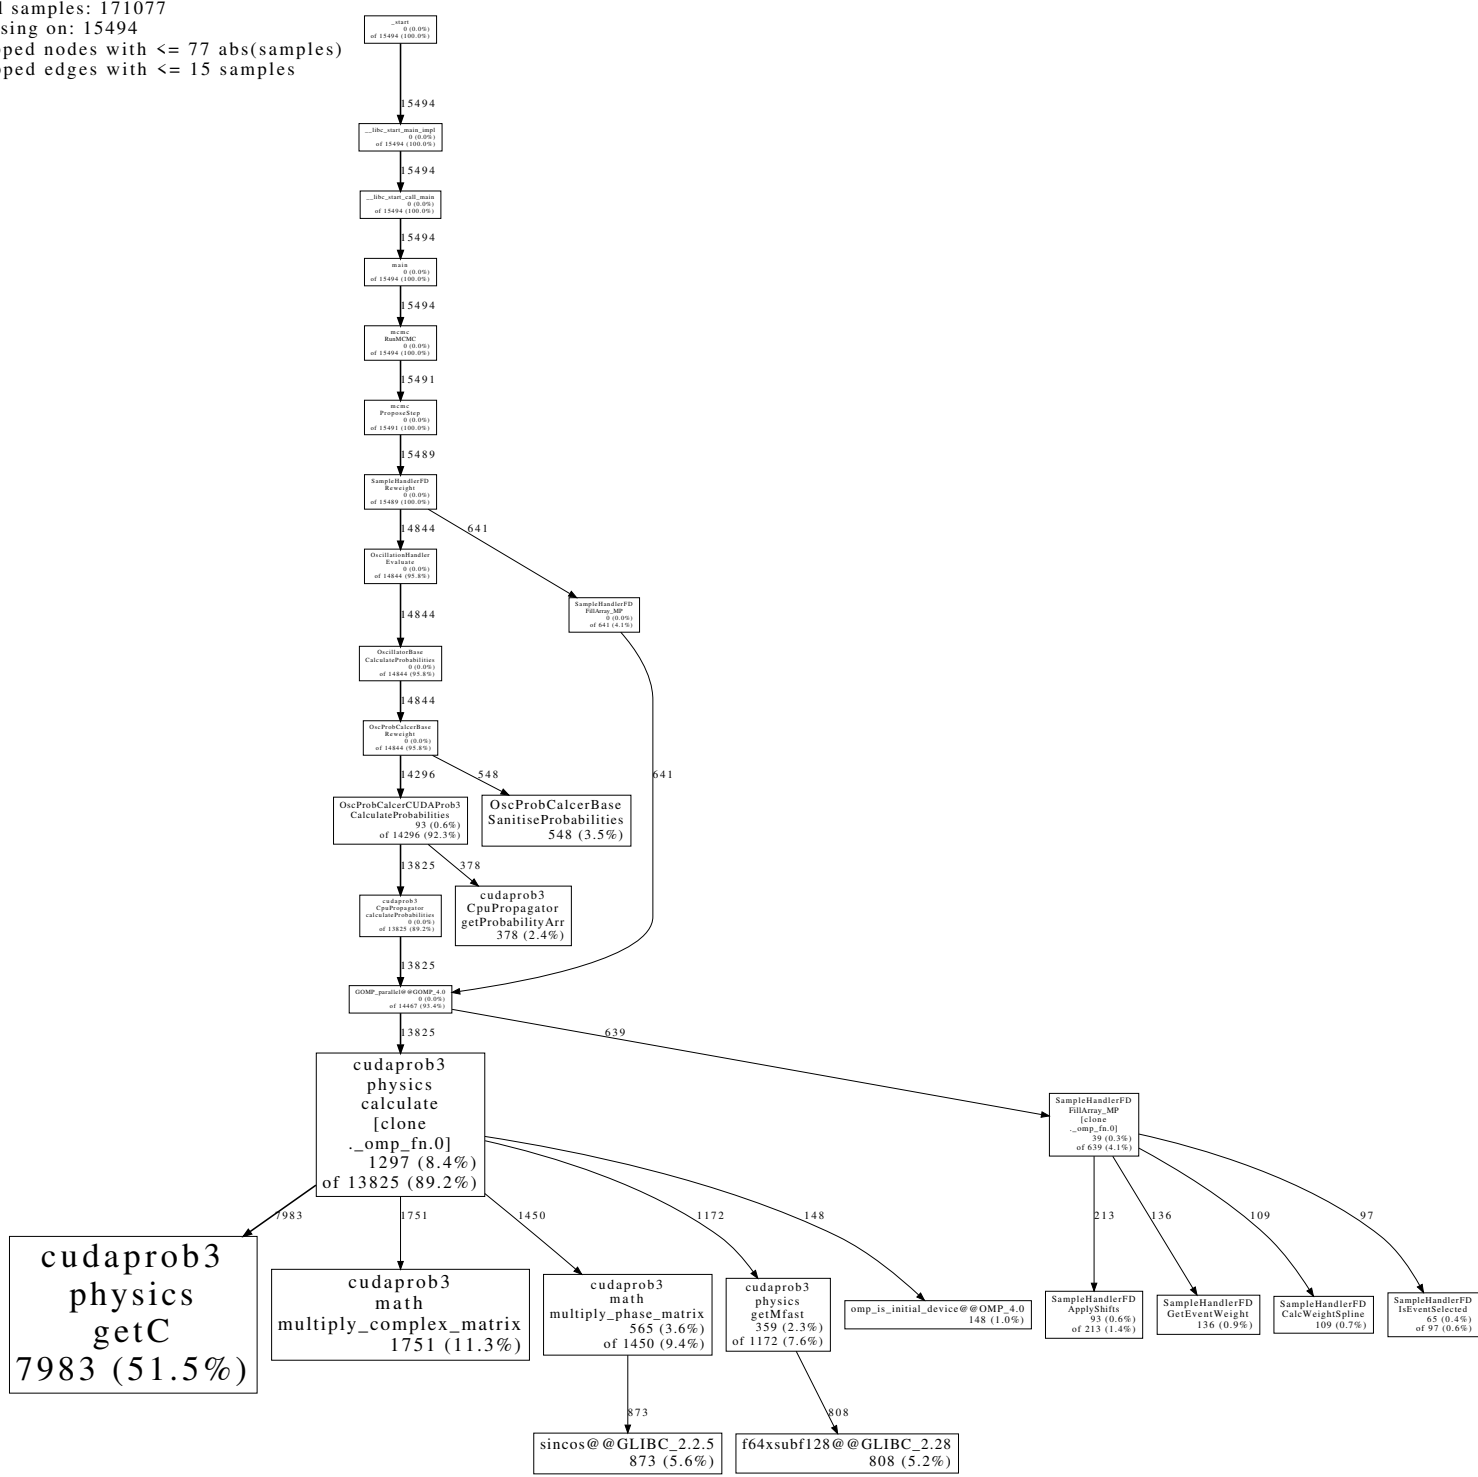 l samples: 171077
sing on: 15494
ped nodes with <= 77 abs(samples)
ped edges with <= 15 samples
_start
0 (0.0%)
of 15494 (100.0%)
15494
__libc_start_main_impl
0 (0.0%)
of 15494 (100.0%)
15494
__libc_start_call_main
0 (0.0%)
of 15494 (100.0%)
15494
main
0 (0.0%)
of 15494 (100.0%)
15494
mcmc
RunMCMC
0 (0.0%)
of 15494 (100.0%)
15491
mcmc
ProposeStep
0 (0.0%)
of 15491 (100.0%)
15489
SampleHandlerFD
Reweight
0 (0.0%)
of 15489 (100.0%)
14844
641
OscillationHandler
Evaluate
0 (0.0%)
of 14844 (95.8%)
SampleHandlerFD
FillArray_MP
0 (0.0%)
of 641 (4.1%)
14844
OscillatorBase
CalculateProbabilities
0 (0.0%)
of 14844 (95.8%)
14844
OscProbCalcerBase
Reweight
0 (0.0%)
of 14844 (95.8%)
14296
548
641
OscProbCalcerCUDAProb3
CalculateProbabilities
93 (0.6%)
of 14296 (92.3%)
OscProbCalcerBase
SanitiseProbabilities
548 (3.5%)
13825
378
cudaprob3
CpuPropagator
calculateProbabilities
0 (0.0%)
of 13825 (89.2%)
cudaprob3
CpuPropagator
getProbabilityArr
378 (2.4%)
13825
GOMP_parallel@@GOMP_4.0
0 (0.0%)
of 14467 (93.4%)
13825
639
cudaprob3
physics
calculate
[clone
._omp_fn.0]
1297 (8.4%)
of 13825 (89.2%)
SampleHandlerFD
FillArray_MP
[clone
._omp_fn.0]
39 (0.3%)
of 639 (4.1%)
7983
1751
1450
1172
148
213
136
109
97
cudaprob3
physics
getC
7983 (51.5%)
cudaprob3
math
multiply_complex_matrix
1751 (11.3%)
cudaprob3
math
multiply_phase_matrix
565 (3.6%)
of 1450 (9.4%)
cudaprob3
physics
getMfast
359 (2.3%)
of 1172 (7.6%)
omp_is_initial_device@@OMP_4.0
148 (1.0%)
SampleHandlerFD
ApplyShifts
93 (0.6%)
of 213 (1.4%)
SampleHandlerFD
GetEventWeight
136 (0.9%)
SampleHandlerFD
CalcWeightSpline
109 (0.7%)
SampleHandlerFD
IsEventSelected
65 (0.4%)
of 97 (0.6%)
873
808
sincos@@GLIBC_2.2.5
873 (5.6%)
f64xsubf128@@GLIBC_2.28
808 (5.2%)